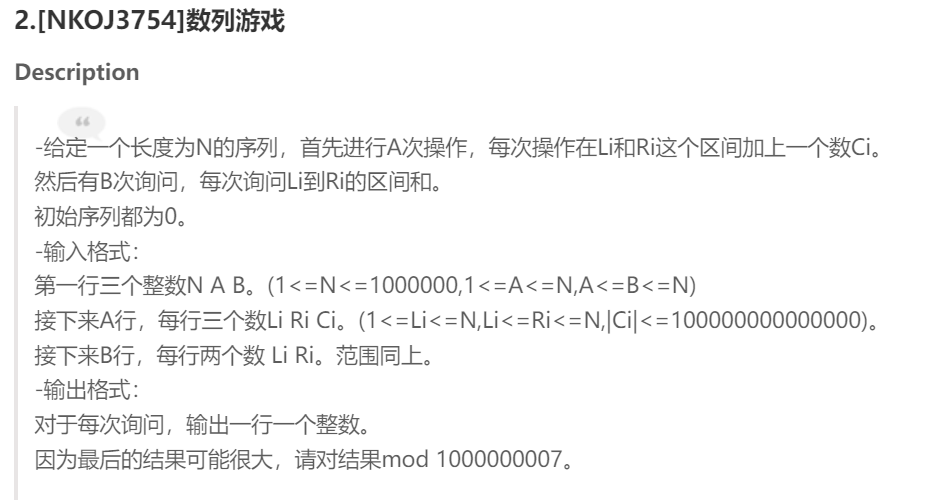 2.[NKOJ3754]数列游戏
Description
“
-给定一个长度为N的序列，首先进行A次操作，每次操作在Li和Ri这个区间加上一个数Ci。
然后有B次询问，每次询问Li到Ri的区间和。
初始序列都为0。
-输入格式：
第一行三个整数N A B。(1<=N<=1000000,1<=A<=N,A<=B<=N)
接下来A行，每行三个数Li Ri Ci。(1<=Li<=N,Li<=Ri<=N,|Ci|<=100000000000000)。
接下来B行，每行两个数 Li Ri。范围同上。
-输出格式：
对于每次询问，输出一行一个整数。
因为最后的结果可能很大，请对结果mod 1000000007。